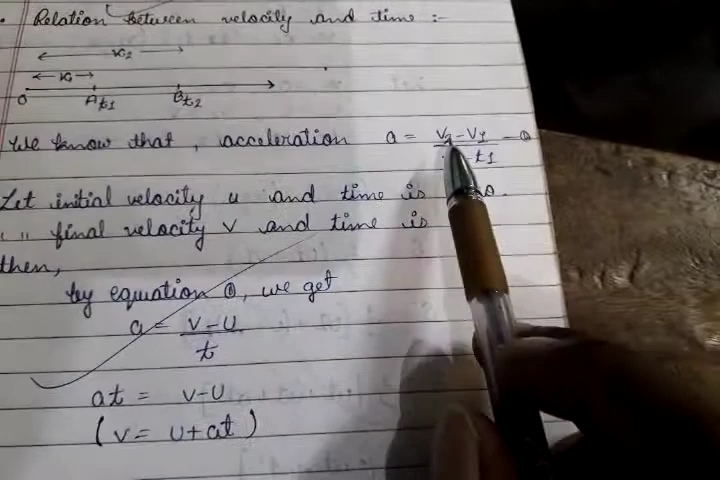 Relation between velocity and time :-
x2
x1
O A t1 B t2
We know that, acceleration a = V2 - V1 - ①
t1
Let initial velocity u and time is 0.
" " final velocity v and time is
then,
by equation ①, we get
a = v - u
t
at = v - u
(v = u + at)